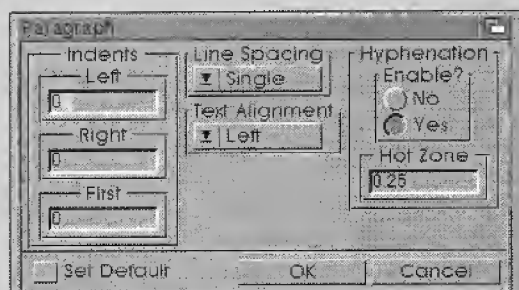 Paragraph
Indents
Left
0
Right
0
First
0
Line Spacing
Single
Text Alignment
Left
Hyphenation
Enable?
No
Yes
Hot Zone
0.25
Set Default
OK
Cancel